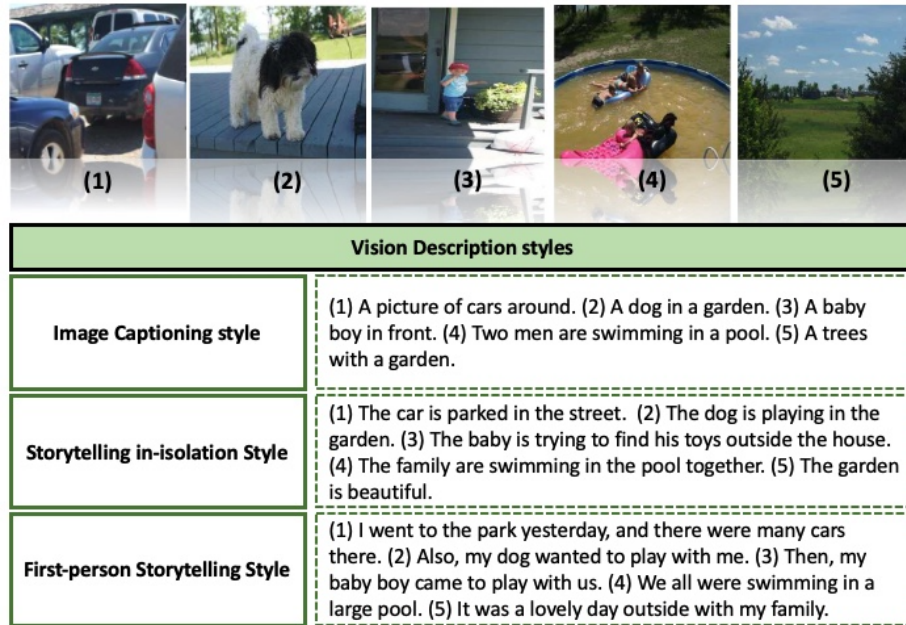 (1)
(2)
(3)
(4)
(5)
Vision Description styles
Image Captioning style
(1) A picture of cars around. (2) A dog in a garden. (3) A baby
boy in front. (4) Two men are swimming in a pool. (5) A trees
with a garden.
Storytelling in-isolation Style
(1) The car is parked in the street. (2) The dog is playing in the
garden. (3) The baby is trying to find his toys outside the house.
(4) The family are swimming in the pool together. (5) The garden
is beautiful.
First-person Storytelling Style
(1) I went to the park yesterday, and there were many cars
there. (2) Also, my dog wanted to play with me. (3) Then, my
baby boy came to play with us. (4) We all were swimming in a
large pool. (5) It was a lovely day outside with my family.